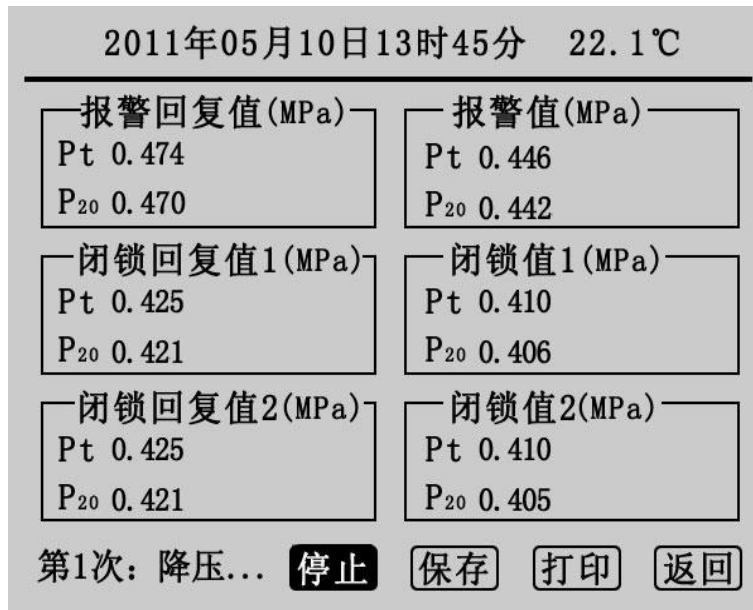 2011年05月10日13时45分 22.1℃
报警回复值(MPa) 报警值(MPa)
Pt 0.474 Pt 0.446
P₂₀ 0.470 P₂₀ 0.442
闭锁回复值1(MPa) 闭锁值1(MPa)
Pt 0.425 Pt 0.410
P₂₀ 0.421 P₂₀ 0.406
闭锁回复值2(MPa) 闭锁值2(MPa)
Pt 0.425 Pt 0.410
P₂₀ 0.421 P₂₀ 0.405
第1次：降压... 停止 保存 打印 返回